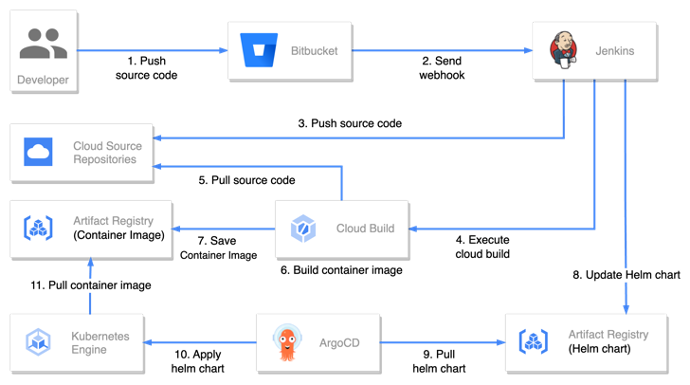 Developer
1. Push
source code
Bitbucket
2. Send
webhook
Jenkins
3. Push source code
Cloud Source
Repositories
5. Pull source code
Artifact Registry
(Container Image)
7. Save
Container Image
Cloud Build
6. Build container image
4. Execute
cloud build
8. Update Helm chart
11. Pull container image
Kubernetes
Engine
10. Apply
helm chart
ArgoCD
9. Pull
helm chart
Artifact Registry
(Helm chart)